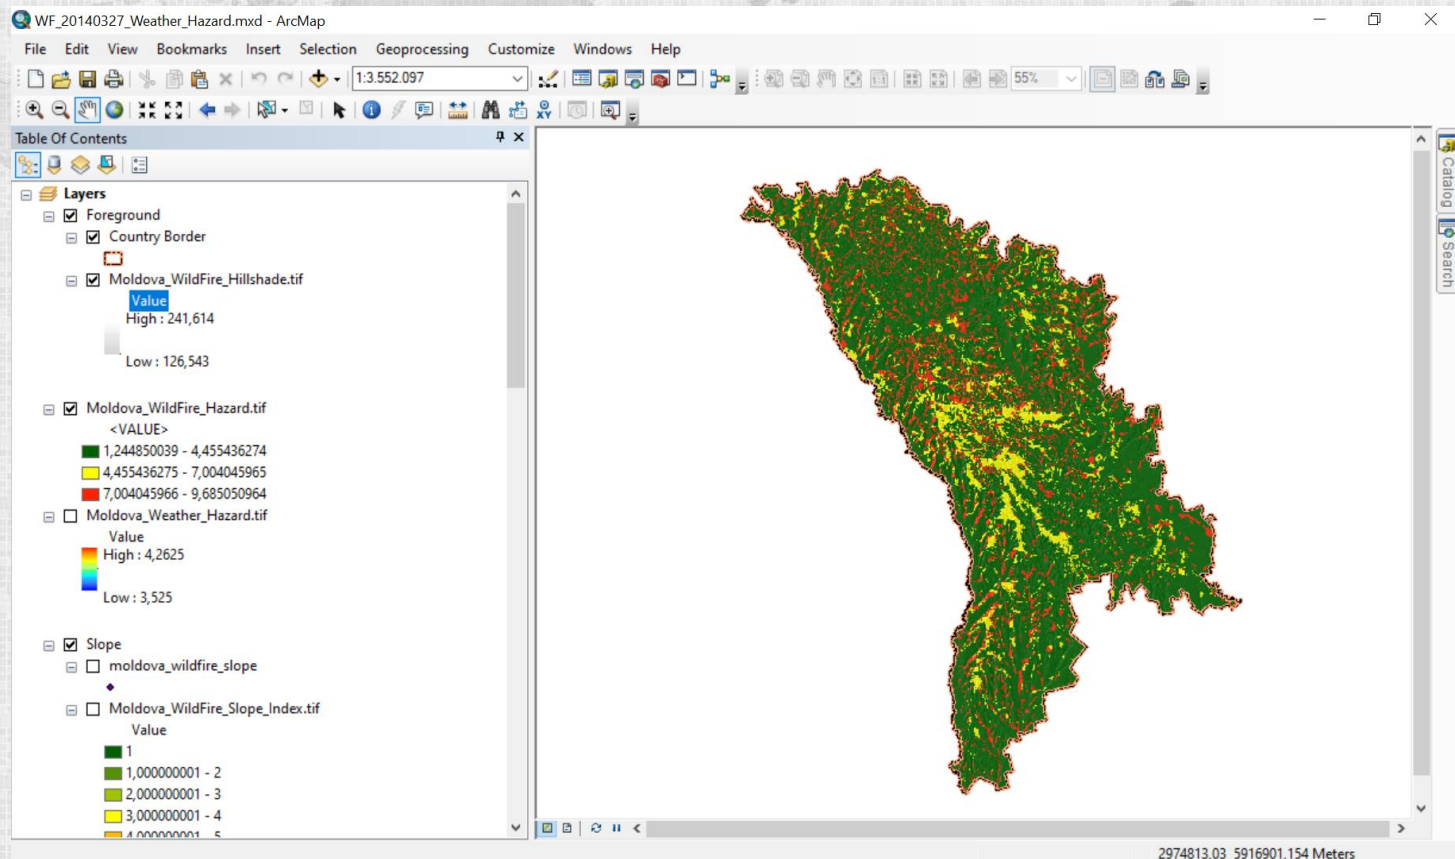 WF_20140327_Weather_Hazard.mxd - ArcMap
File Edit View Bookmarks Insert Selection Geoprocessing Customize Windows Help
1:3.552.097
55%
XY
Table Of Contents
Layers
Foreground
Country Border
Moldova_WildFire_Hillshade.tif
Value
High : 241,614
Low : 126,543
Moldova_WildFire_Hazard.tif
<VALUE>
1,244850039 - 4,455436274
4,455436275 - 7,004045965
7,004045966 - 9,685050964
Moldova_Weather_Hazard.tif
Value
High : 4,2625
Low : 3,525
Slope
moldova_wildfire_slope
Moldova_WildFire_Slope_Index.tif
Value
1
1,000000001 - 2
2,000000001 - 3
3,000000001 - 4
4,000000001 - 5
Catalog
Search
2974813,03 5916901,154 Meters